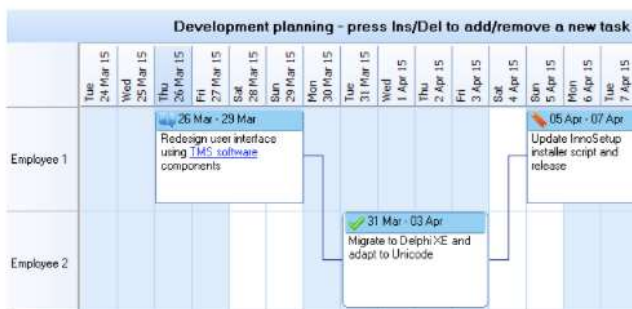 Development planning - press Ins/Del to add/remove a new task
Tue
24 Mar 15
Wed
25 Mar 15
Thu
26 Mar 15
Fri
27 Mar 15
Sat
28 Mar 15
Sun
29 Mar 15
Mon
30 Mar 15
Tue
31 Mar 15
Wed
1 Apr 15
Thu
2 Apr 15
Fri
3 Apr 15
Sat
4 Apr 15
Sun
5 Apr 15
Mon
6 Apr 15
Tue
7 Apr 15
Employee 1
26 Mar - 29 Mar
Redesign user interface
using TMS software
components
05 Apr - 07 Apr
Update InnoSetup
installer script and
release
Employee 2
31 Mar - 03 Apr
Migrate to Delphi XE and
adapt to Unicode